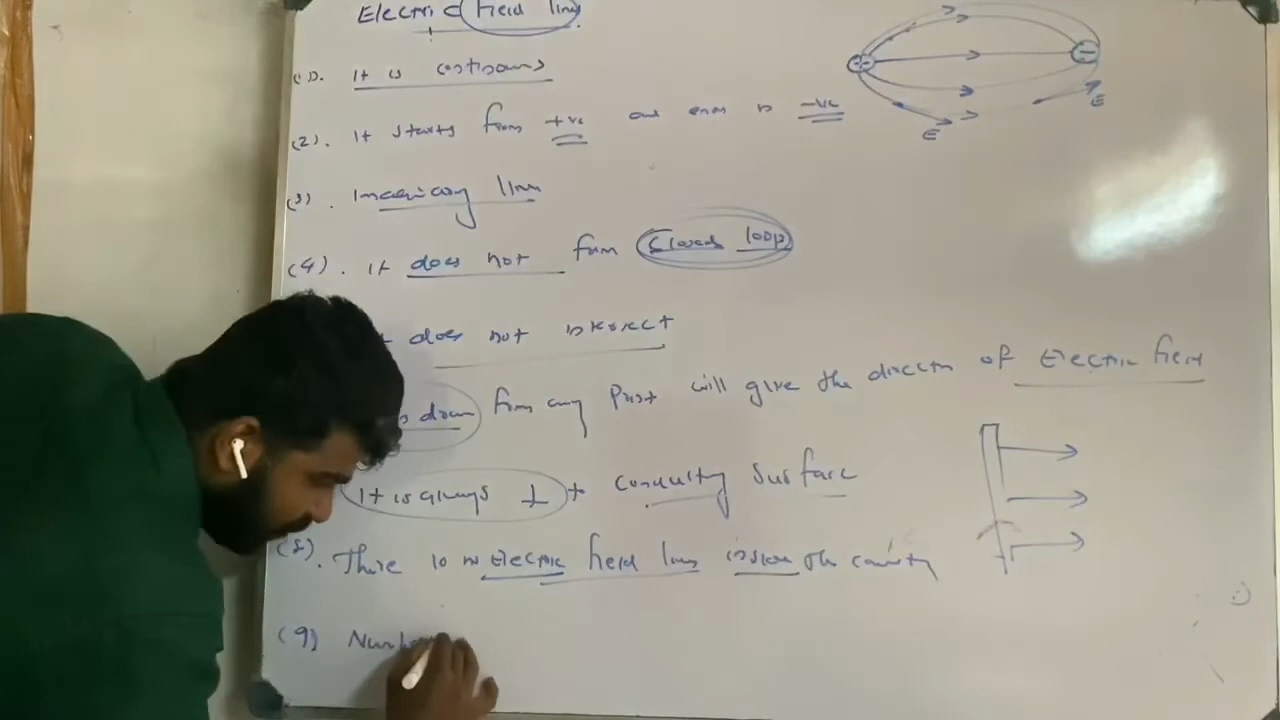 Electric field line
(1). It is continuous
(2). It starts from +ve and ends in -ve
(3). Imaginary line
(4). it does not form closed loop
does not intersect
drawn from any point will give the direction of Electric field
It is always ⊥ to conducting surface
(8). There is no Electric field lines inside the cavity
(9) Number
+
-
E
E